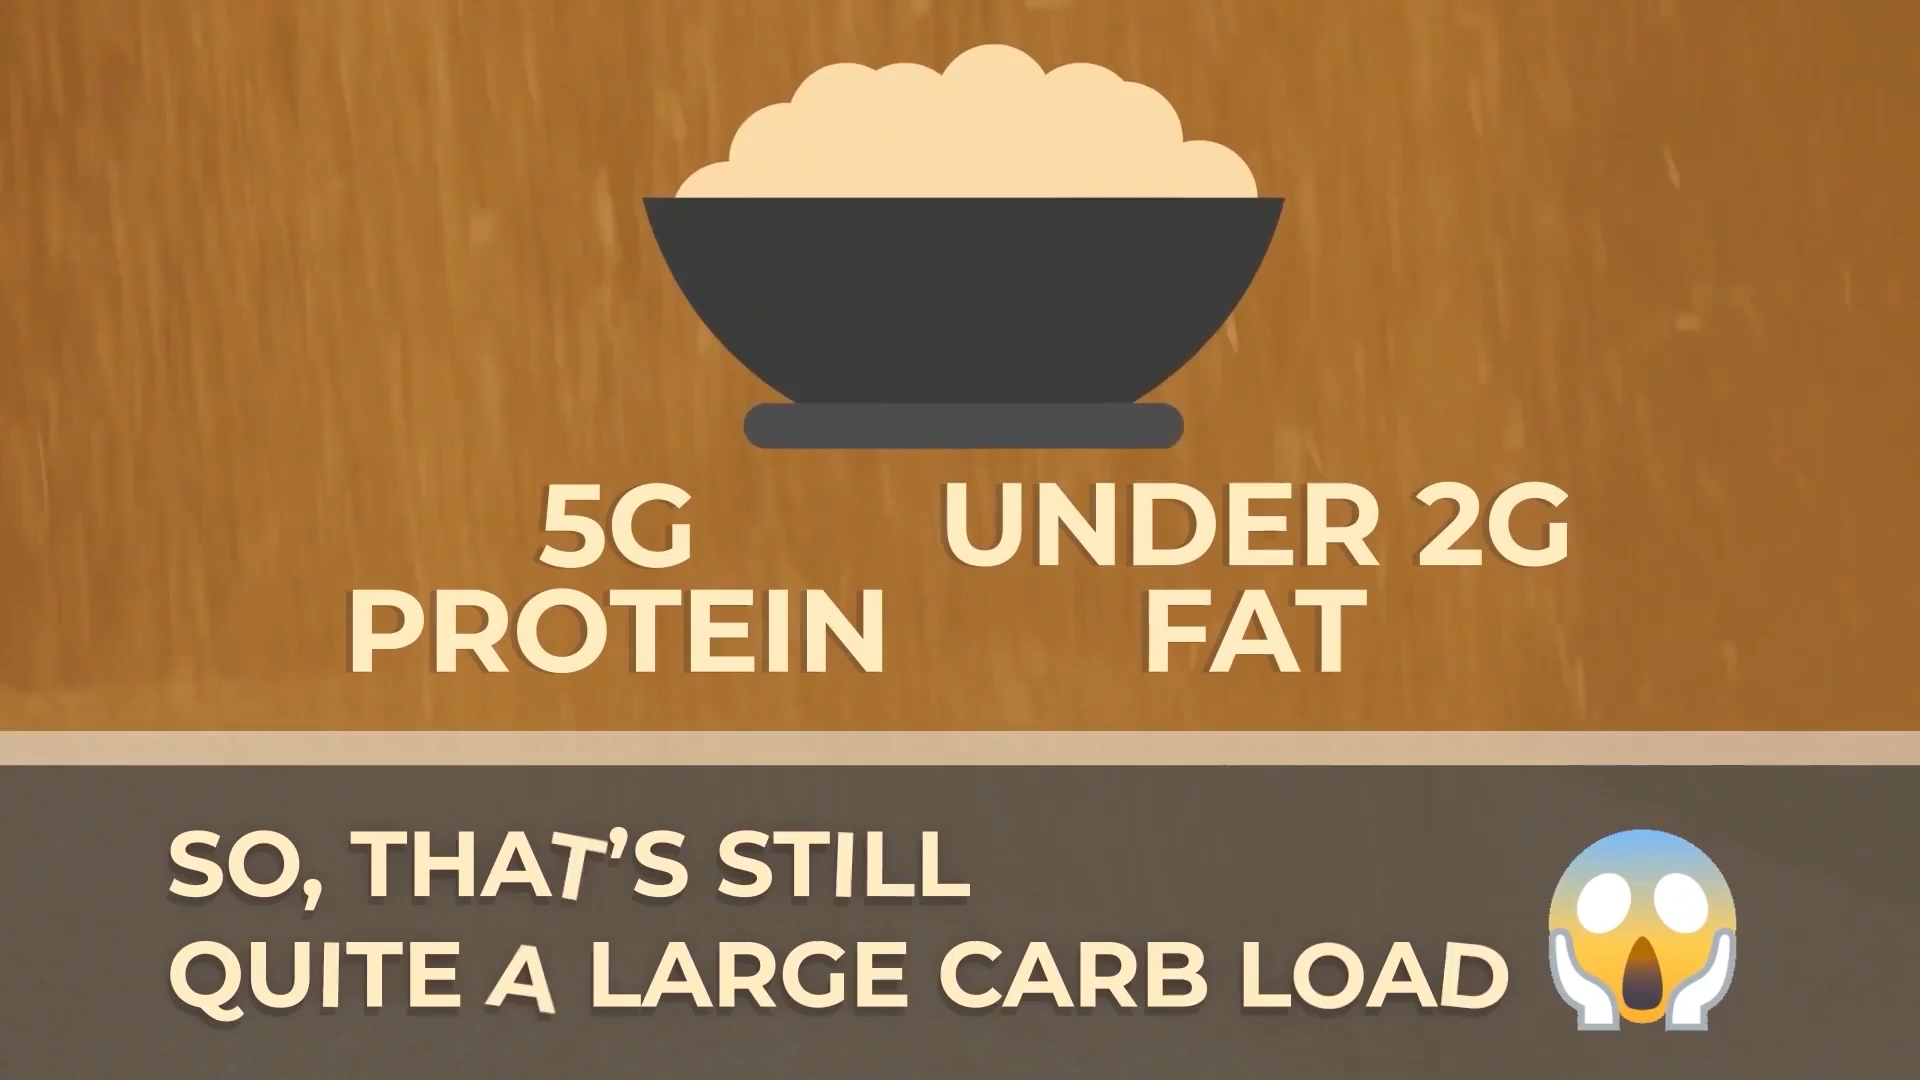 5G
PROTEIN
UNDER 2G
FAT
SO, THAT'S STILL
QUITE A LARGE CARB LOAD